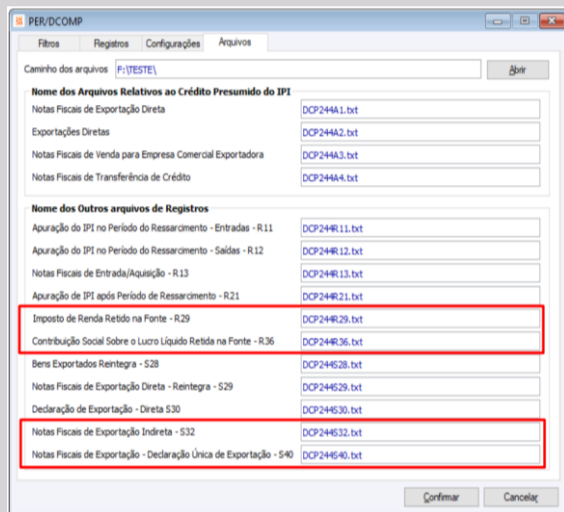 PER/DCOMP
Filtros Registros Configurações Arquivos
Caminho dos arquivos F:\TESTE\ Abrir
Nome dos Arquivos Relativos ao Crédito Presumido do IPI
Notas Fiscais de Exportação Direta DCP244A1.txt
Exportações Diretas DCP244A2.txt
Notas Fiscais de Venda para Empresa Comercial Exportadora DCP244A3.txt
Notas Fiscais de Transferência de Crédito DCP244A4.txt
Nome dos Outros arquivos de Registros
Apuração do IPI no Período do Ressarcimento - Entradas - R11 DCP244R11.txt
Apuração do IPI no Período do Ressarcimento - Saídas - R12 DCP244R12.txt
Notas Fiscais de Entrada/Aquisição - R13 DCP244R13.txt
Apuração de IPI após Período de Ressarcimento - R21 DCP244R21.txt
Imposto de Renda Retido na Fonte - R29 DCP244R29.txt
Contribuição Social Sobre o Lucro Líquido Retida na Fonte - R36 DCP244R36.txt
Bens Exportados Reintegra - S28 DCP244S28.txt
Notas Fiscais de Exportação Direta - Reintegra - S29 DCP244S29.txt
Declaração de Exportação - Direta S30 DCP244S30.txt
Notas Fiscais de Exportação Indireta - S32 DCP244S32.txt
Notas Fiscais de Exportação - Declaração Única de Exportação - S40 DCP244S40.txt
Confirmar Cancelar